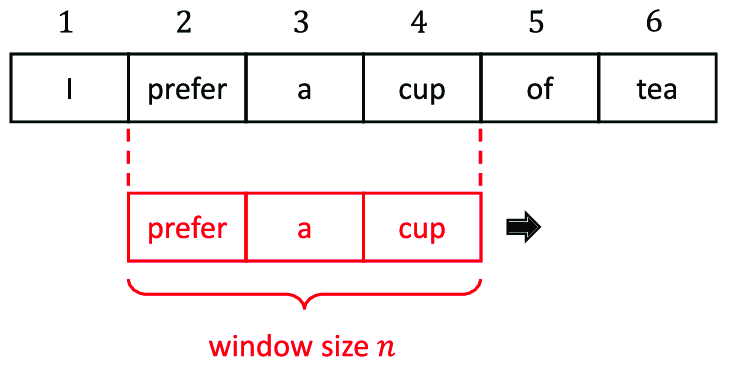 1 2 3 4 5 6
I prefer a cup of tea
prefer a cup
window size n